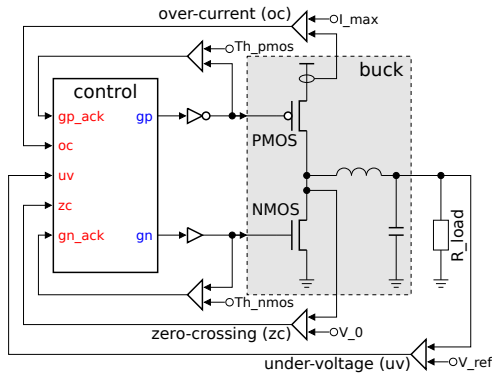 over-current (oc)
I_max
Th_pmos
buck
control
gp_ack
gp
oc
PMOS
uv
zc
NMOS
gn_ack
gn
R_load
Th_nmos
zero-crossing (zc)
V_0
under-voltage (uv)
V_ref